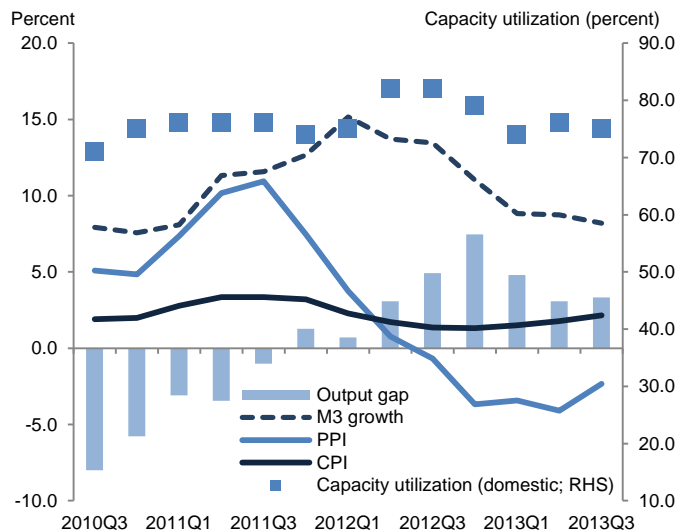 Percent
Capacity utilization (percent)
20.0
15.0
10.0
5.0
0.0
-5.0
-10.0
90.0
80.0
70.0
60.0
50.0
40.0
30.0
20.0
10.0
Output gap
M3 growth
PPI
CPI
Capacity utilization (domestic; RHS)
2010Q3 2011Q1 2011Q3 2012Q1 2012Q3 2013Q1 2013Q3